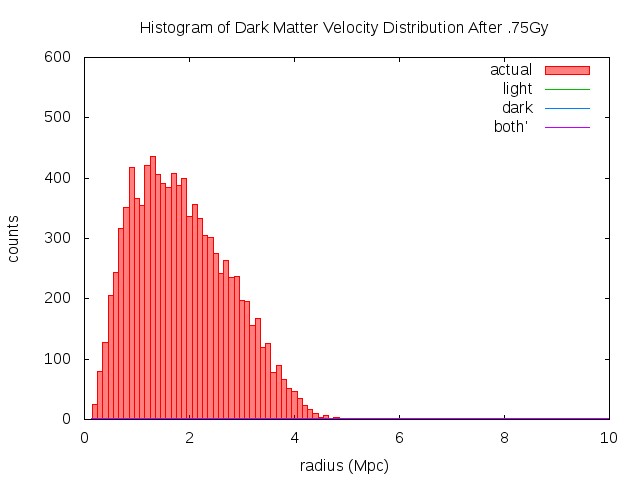 Histogram of Dark Matter Velocity Distribution After .75Gy
600
500
400
300
200
100
0
counts
actual
light
dark
both'
0 2 4 6 8 10
radius (Mpc)